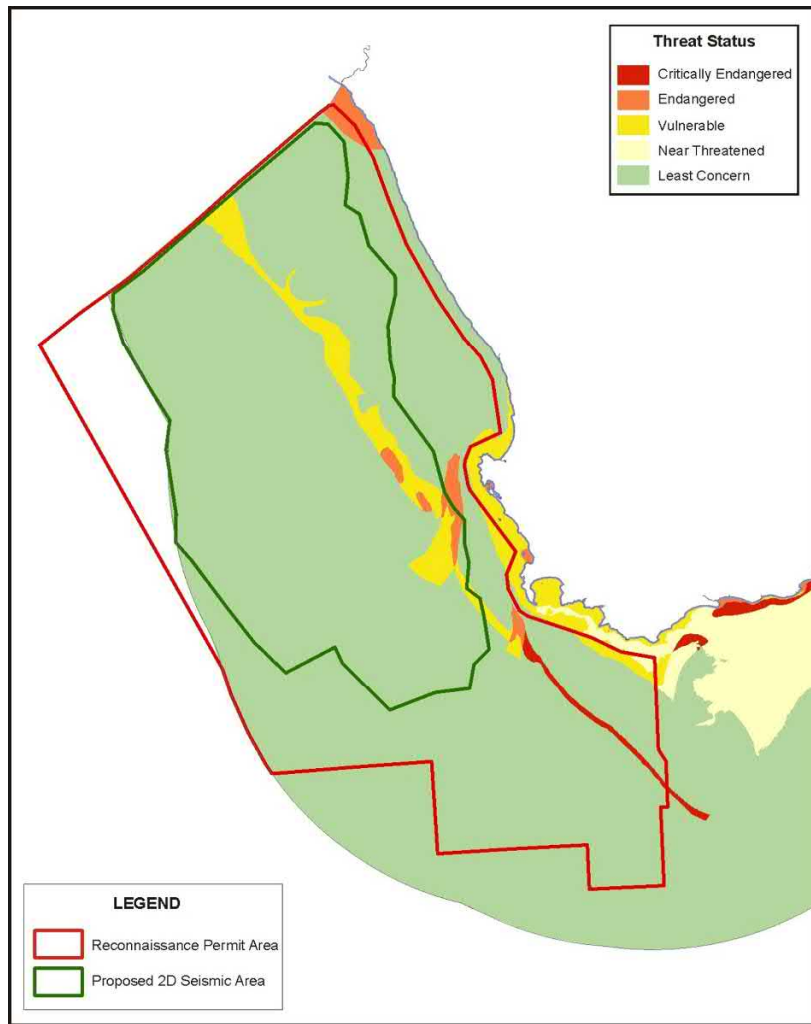 Threat Status
Critically Endangered
Endangered
Vulnerable
Near Threatened
Least Concern
LEGEND
Reconnaissance Permit Area
Proposed 2D Seismic Area